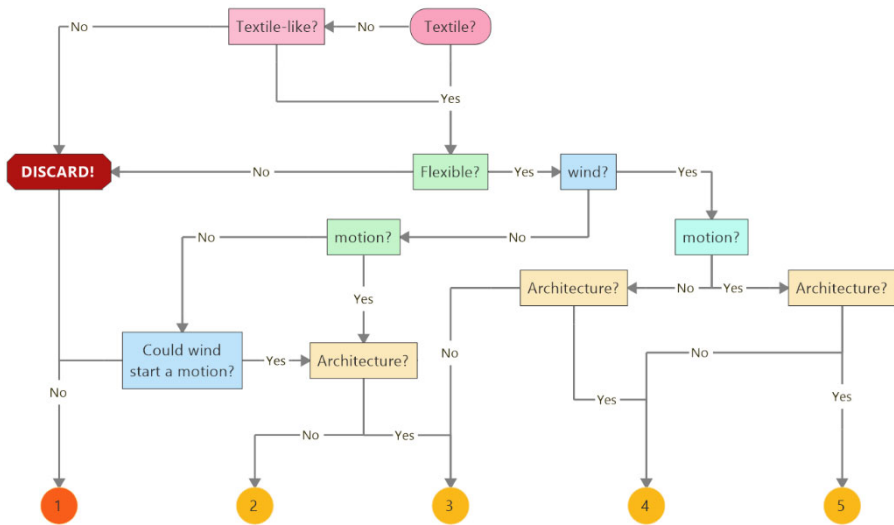 No
Textile-like?
No
Textile?
Yes
DISCARD!
No
Flexible?
Yes
wind?
Yes
No
motion?
No
motion?
Yes
Architecture?
No
Yes
Architecture?
Could wind
start a motion?
Yes
Architecture?
No
No
No
Yes
Yes
No
Yes
Yes
1
2
3
4
5